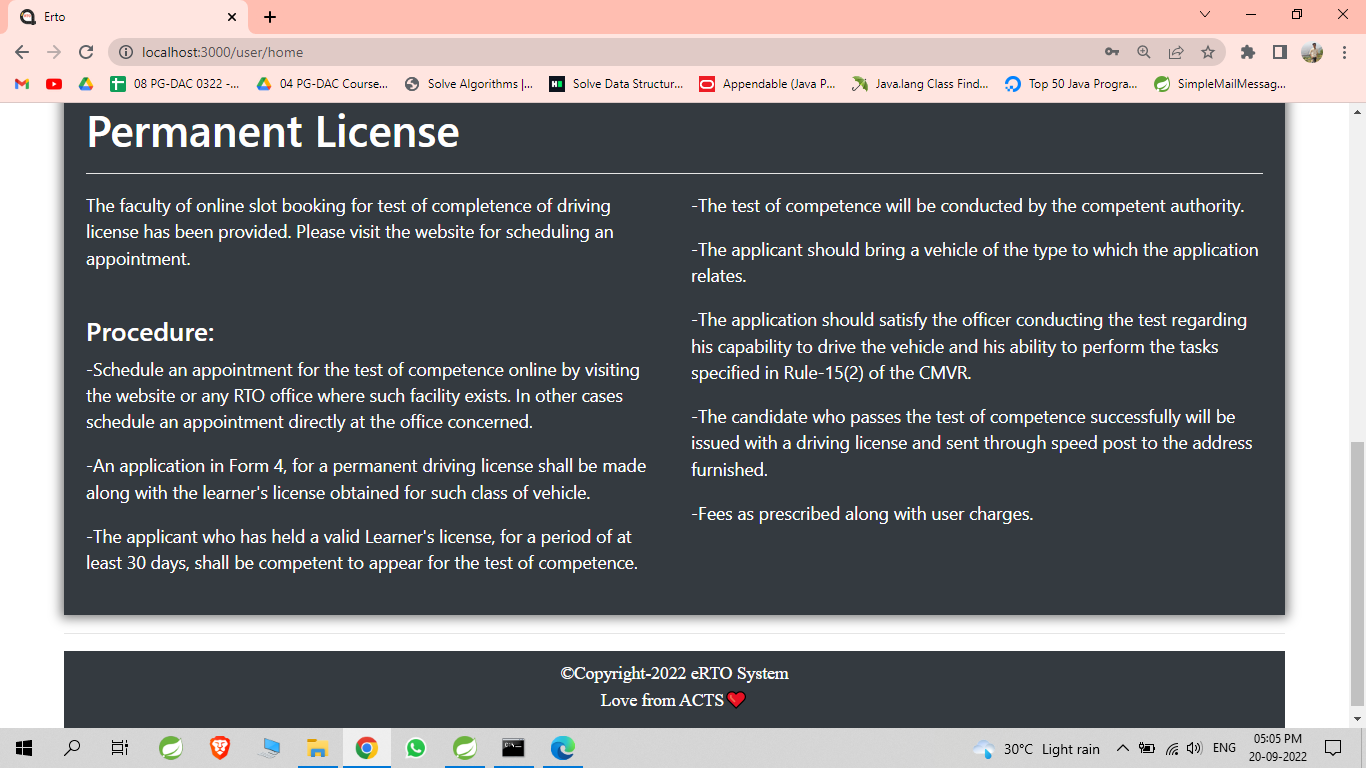 Erto
localhost:3000/user/home
08 PG-DAC 0322 -...
04 PG-DAC Course...
Solve Algorithms |...
Solve Data Structur...
Appendable (Java P...
Java.lang Class Find...
Top 50 Java Progra...
SimpleMailMessag...
Permanent License
The faculty of online slot booking for test of completence of driving
license has been provided. Please visit the website for scheduling an
appointment.
Procedure:
-Schedule an appointment for the test of competence online by visiting
the website or any RTO office where such facility exists. In other cases
schedule an appointment directly at the office concerned.
-An application in Form 4, for a permanent driving license shall be made
along with the learner's license obtained for such class of vehicle.
-The applicant who has held a valid Learner's license, for a period of at
least 30 days, shall be competent to appear for the test of competence.
-The test of competence will be conducted by the competent authority.
-The applicant should bring a vehicle of the type to which the application
relates.
-The application should satisfy the officer conducting the test regarding
his capability to drive the vehicle and his ability to perform the tasks
specified in Rule-15(2) of the CMVR.
-The candidate who passes the test of competence successfully will be
issued with a driving license and sent through speed post to the address
furnished.
-Fees as prescribed along with user charges.
©Copyright-2022 eRTO System
Love from ACTS❤
30°C Light rain
ENG
05:05 PM
20-09-2022